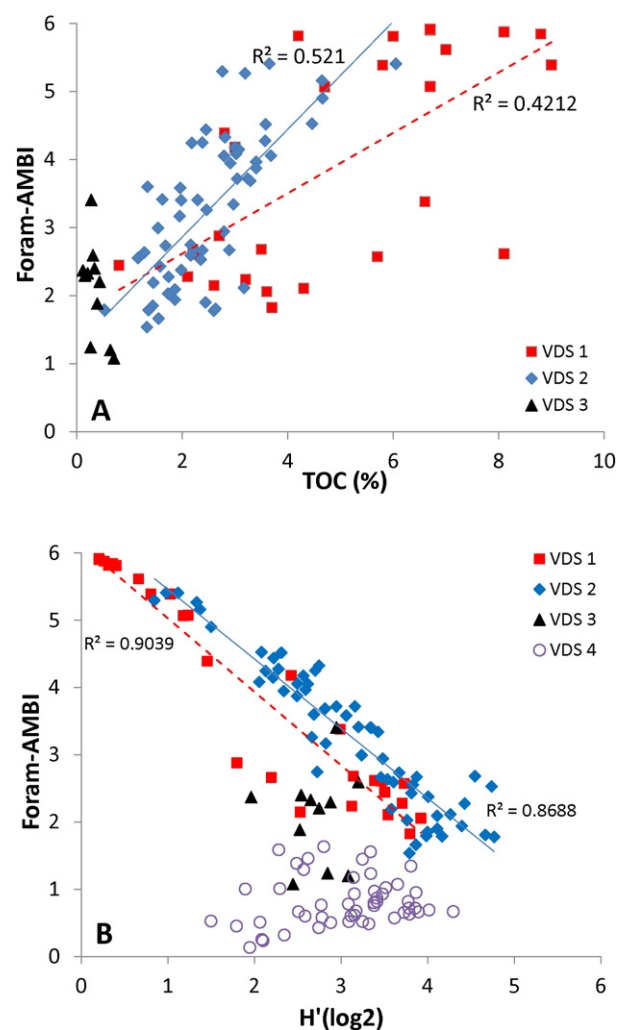 6
5
4
3
2
1
0
Foram-AMBI
R² = 0.521
R² = 0.4212
VDS 1
VDS 2
VDS 3
A
0 2 4 6 8 10
TOC (%)
6
5
4
3
2
1
0
Foram-AMBI
VDS 1
VDS 2
VDS 3
VDS 4
R² = 0.9039
R² = 0.8688
B
0 1 2 3 4 5 6
H'(log2)